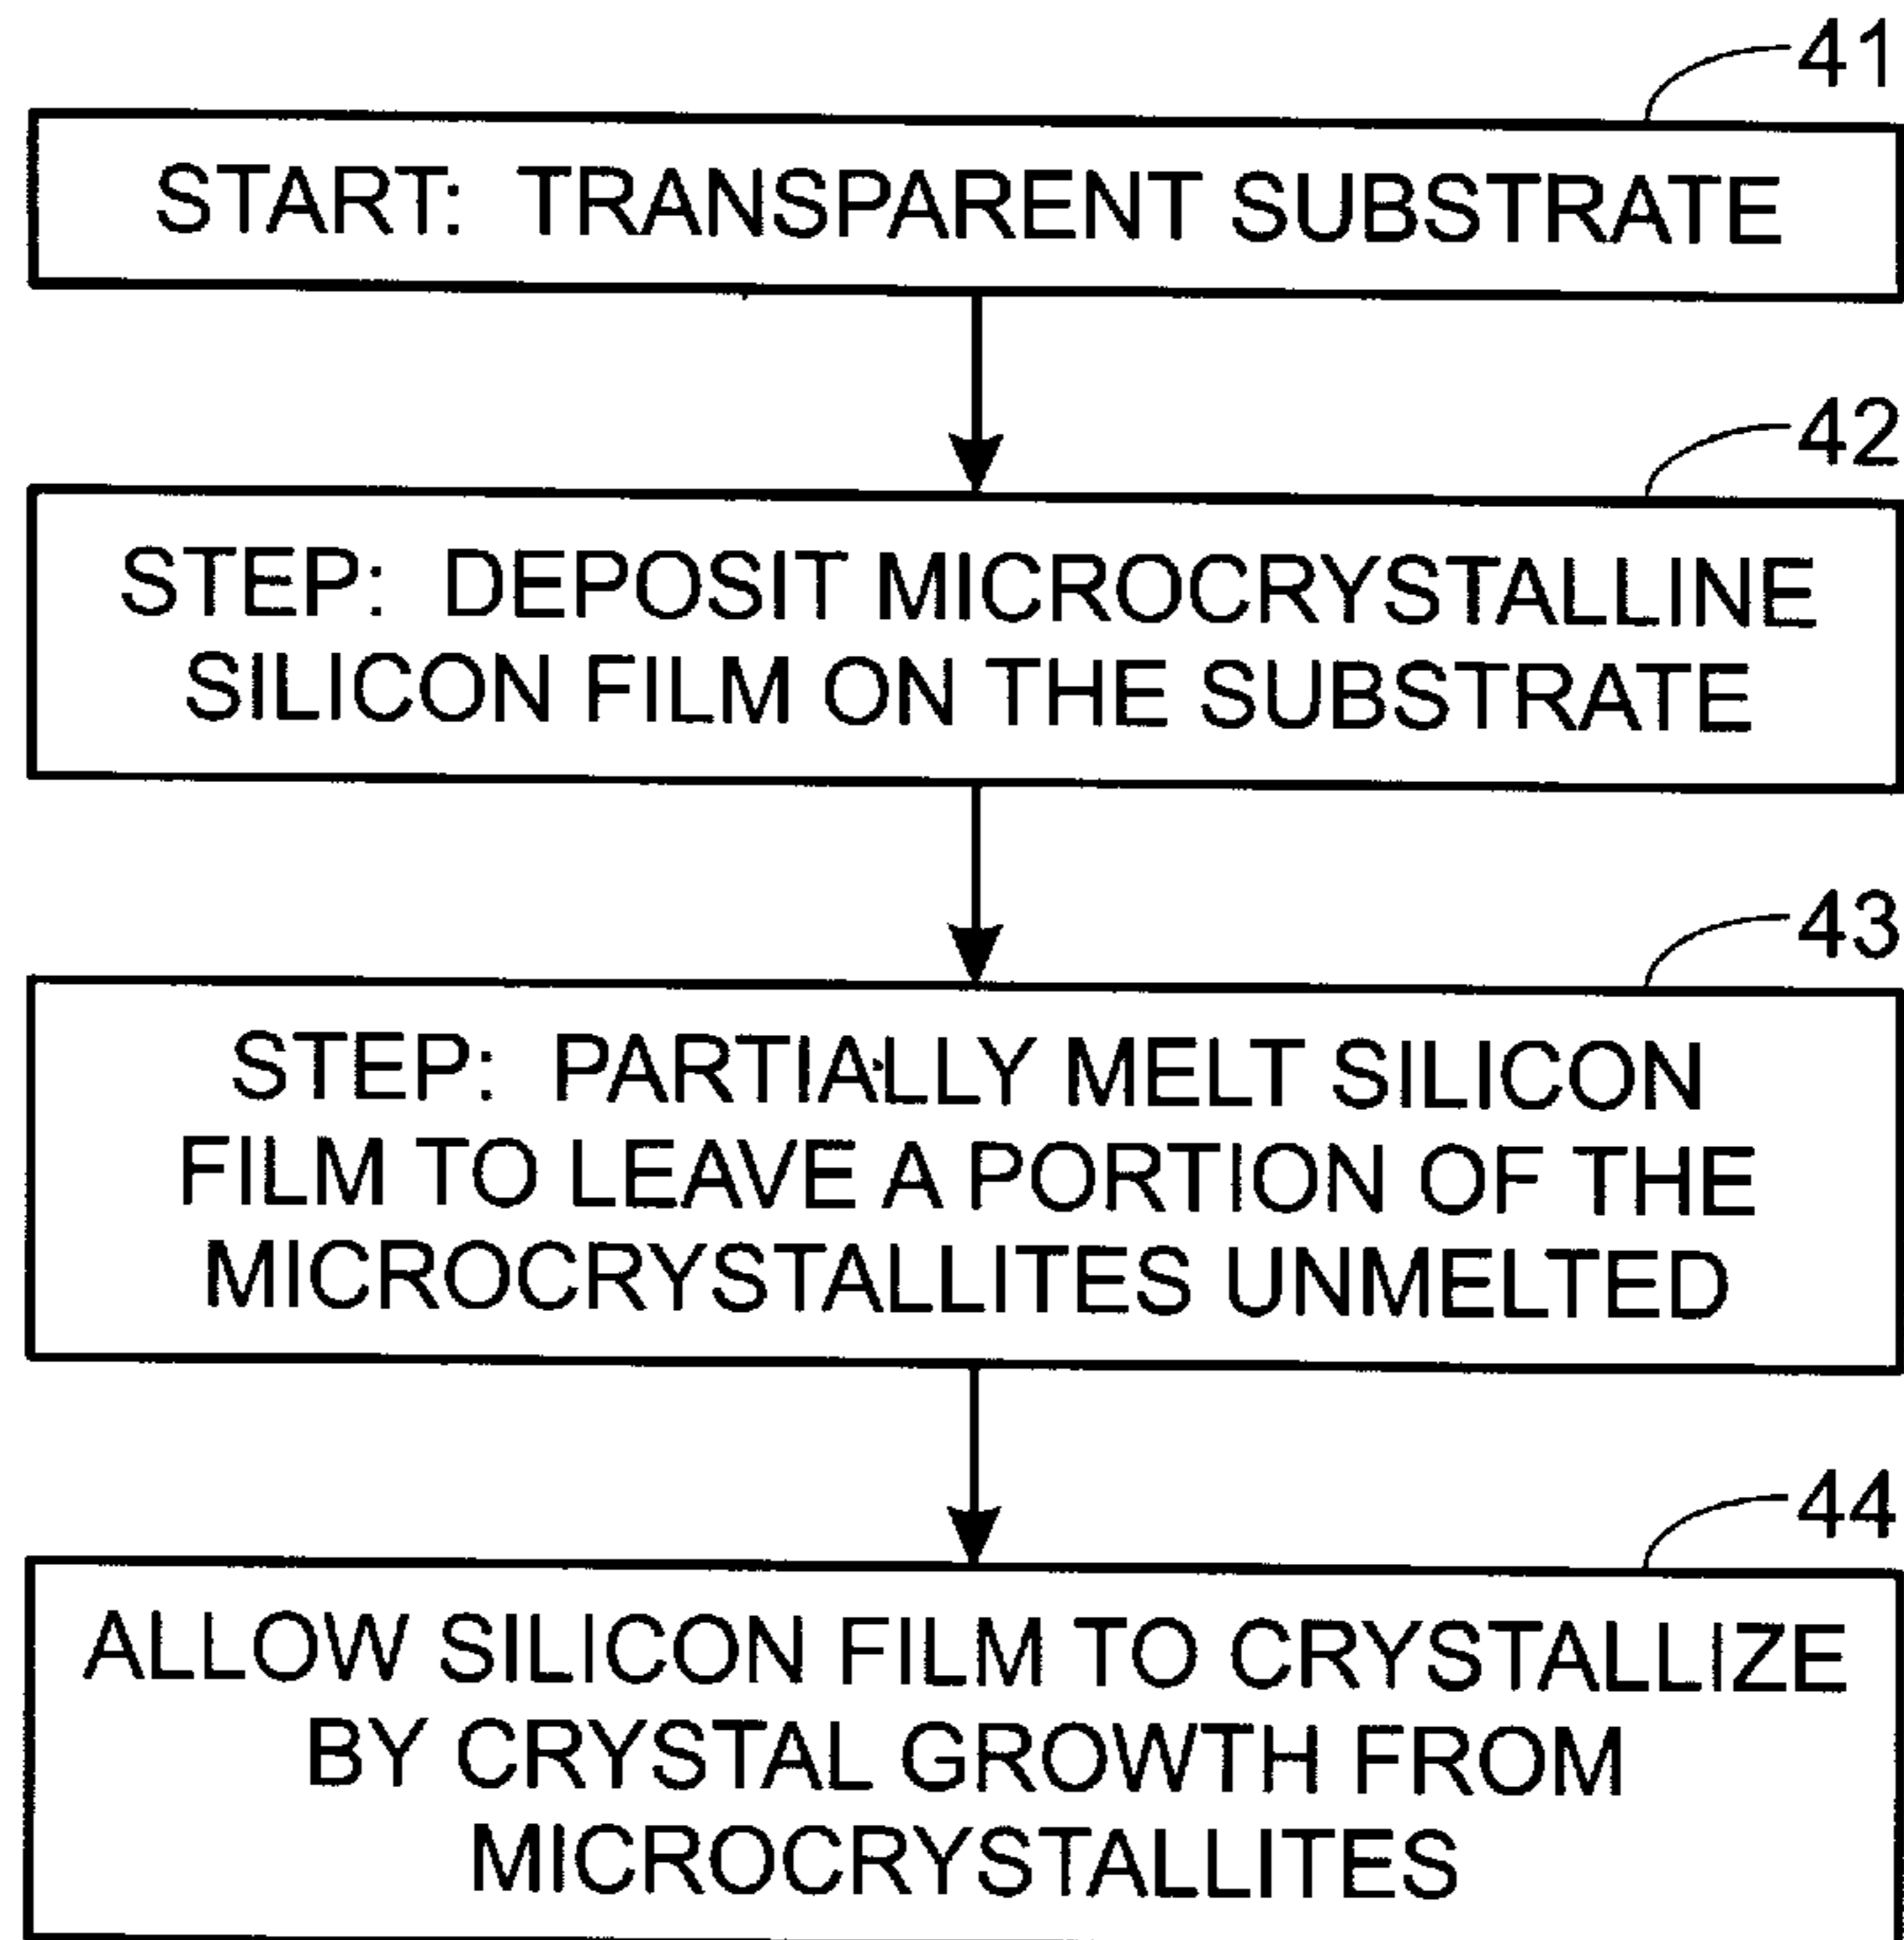 41
START: TRANSPARENT SUBSTRATE
42
STEP: DEPOSIT MICROCRYSTALLINE
SILICON FILM ON THE SUBSTRATE
43
STEP: PARTIALLY MELT SILICON
FILM TO LEAVE A PORTION OF THE
MICROCRYSTALLITES UNMELTED
44
ALLOW SILICON FILM TO CRYSTALLIZE
BY CRYSTAL GROWTH FROM
MICROCRYSTALLITES